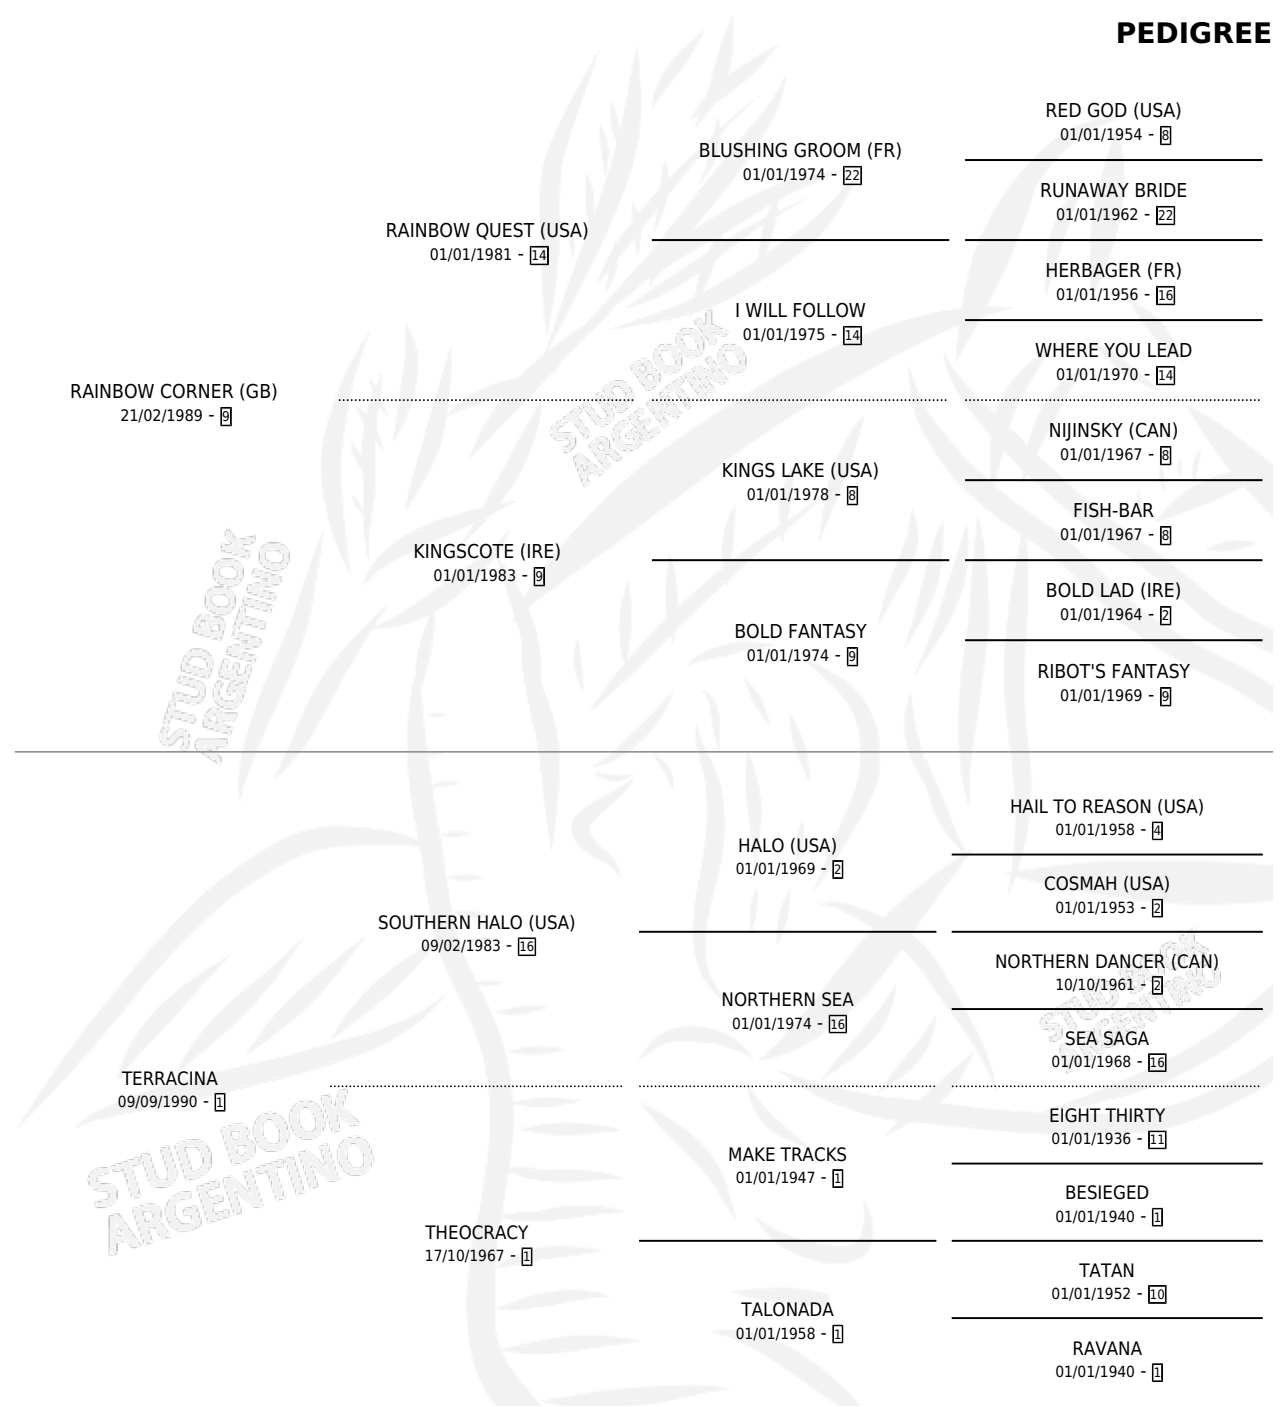 PEDIGREE
RED GOD (USA)
01/01/1954 - 8
BLUSHING GROOM (FR)
01/01/1974 - 22
RUNAWAY BRIDE
01/01/1962 - 22
RAINBOW QUEST (USA)
01/01/1981 - 14
HERBAGER (FR)
01/01/1956 - 16
I WILL FOLLOW
01/01/1975 - 14
WHERE YOU LEAD
01/01/1970 - 14
RAINBOW CORNER (GB)
21/02/1989 - 9
NIJINSKY (CAN)
01/01/1967 - 8
KINGS LAKE (USA)
01/01/1978 - 8
FISH-BAR
01/01/1967 - 8
KINGSCOTE (IRE)
01/01/1983 - 9
BOLD LAD (IRE)
01/01/1964 - 2
BOLD FANTASY
01/01/1974 - 9
RIBOT'S FANTASY
01/01/1969 - 9
HAIL TO REASON (USA)
01/01/1958 - 4
HALO (USA)
01/01/1969 - 2
COSMAH (USA)
01/01/1953 - 2
SOUTHERN HALO (USA)
09/02/1983 - 16
NORTHERN DANCER (CAN)
10/10/1961 - 2
NORTHERN SEA
01/01/1974 - 16
SEA SAGA
01/01/1968 - 16
TERRACINA
09/09/1990 - 1
EIGHT THIRTY
01/01/1936 - 11
MAKE TRACKS
01/01/1947 - 1
BESIEGED
01/01/1940 - 1
THEOCRACY
17/10/1967 - 1
TATAN
01/01/1952 - 10
TALONADA
01/01/1958 - 1
RAVANA
01/01/1940 - 1
STUD BOOK
ARGENTINO
STUD BOOK
ARGENTINO
STUD BOOK
ARGENTINO
STUD BOOK
ARGENTINO